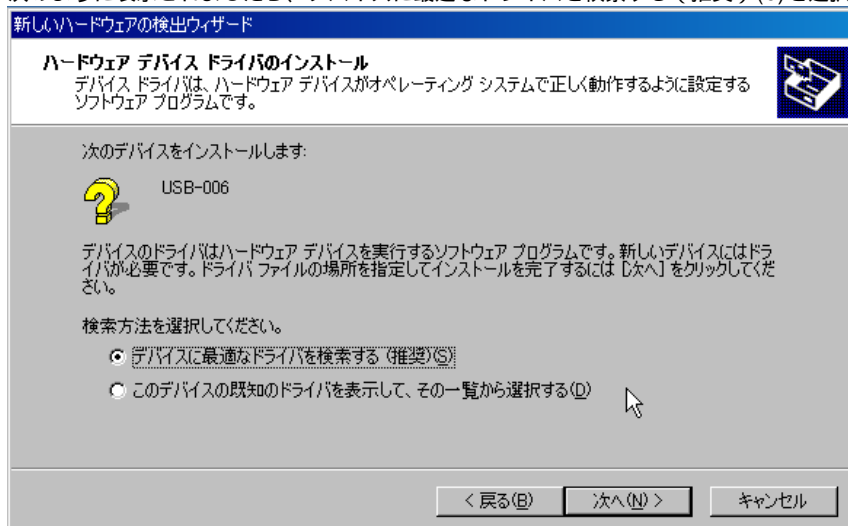 新しいハードウェアの検出ウィザード
ハードウェア デバイス ドライバのインストール
デバイス ドライバは、ハードウェア デバイスがオペレーティング システムで正しく動作するように設定する
ソフトウェア プログラムです。
次のデバイスをインストールします:
USB-006
デバイスのドライバはハードウェア デバイスを実行するソフトウェア プログラムです。新しいデバイスにはドラ
イバが必要です。ドライバ ファイルの場所を指定してインストールを完了するには [次へ] をクリックしてくだ
さい。
検索方法を選択してください。
デバイスに最適なドライバを検索する (推奨)(S)
このデバイスの既知のドライバを表示して、その一覧から選択する(D)
< 戻る(B)
次へ(N) >
キャンセル